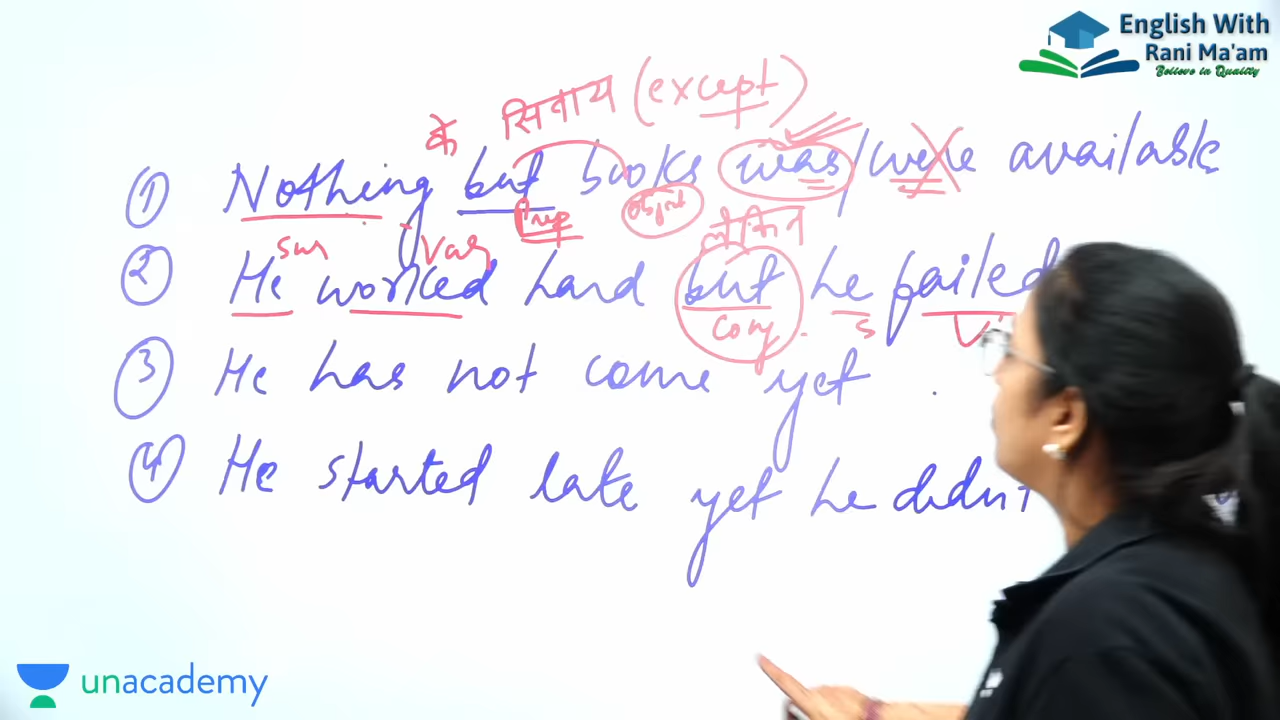 English With
Rani Ma'am
Believe in Quality
के सिवाय (except)
① Nothing but books was/were available
Prep
object
लेकिन
② He worked hard but he failed
Conj
S
③ He has not come yet.
④ He started late yet he didn't
unacademy